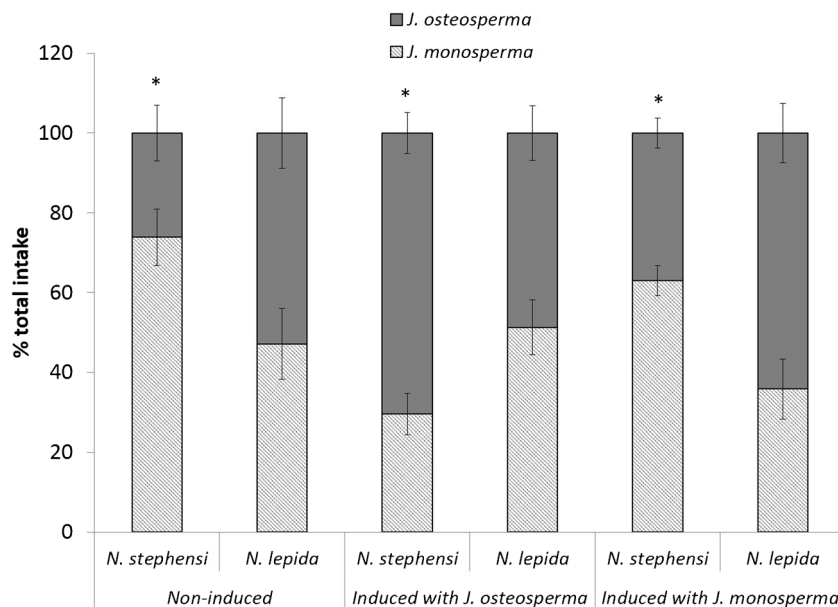 J. osteosperma
J. monosperma
% total intake
120
100
80
60
40
20
0
*
*
*
N. stephensi N. lepida N. stephensi N. lepida N. stephensi N. lepida
Non-induced Induced with J. osteosperma Induced with J. monosperma